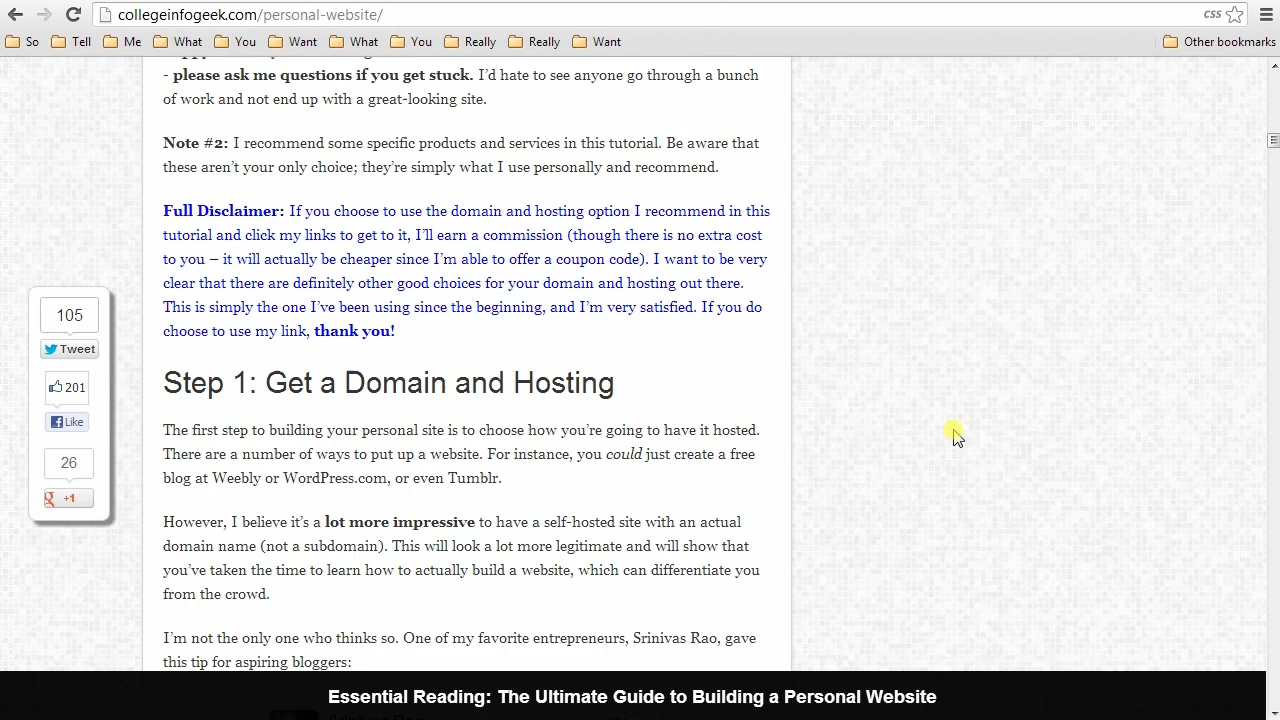 collegeinfogeek.com/personal-website/
css
So Tell Me What You Want What You Really Really Want Other bookmarks
- please ask me questions if you get stuck. I'd hate to see anyone go through a bunch
of work and not end up with a great-looking site.
Note #2: I recommend some specific products and services in this tutorial. Be aware that
these aren't your only choice; they're simply what I use personally and recommend.
Full Disclaimer: If you choose to use the domain and hosting option I recommend in this
tutorial and click my links to get to it, I'll earn a commission (though there is no extra cost
to you – it will actually be cheaper since I'm able to offer a coupon code). I want to be very
clear that there are definitely other good choices for your domain and hosting out there.
This is simply the one I've been using since the beginning, and I'm very satisfied. If you do
choose to use my link, thank you!
105
Tweet
201
Like
26
+1
Step 1: Get a Domain and Hosting
The first step to building your personal site is to choose how you're going to have it hosted.
There are a number of ways to put up a website. For instance, you could just create a free
blog at Weebly or WordPress.com, or even Tumblr.
However, I believe it's a lot more impressive to have a self-hosted site with an actual
domain name (not a subdomain). This will look a lot more legitimate and will show that
you've taken the time to learn how to actually build a website, which can differentiate you
from the crowd.
I'm not the only one who thinks so. One of my favorite entrepreneurs, Srinivas Rao, gave
this tip for aspiring bloggers:
Essential Reading: The Ultimate Guide to Building a Personal Website